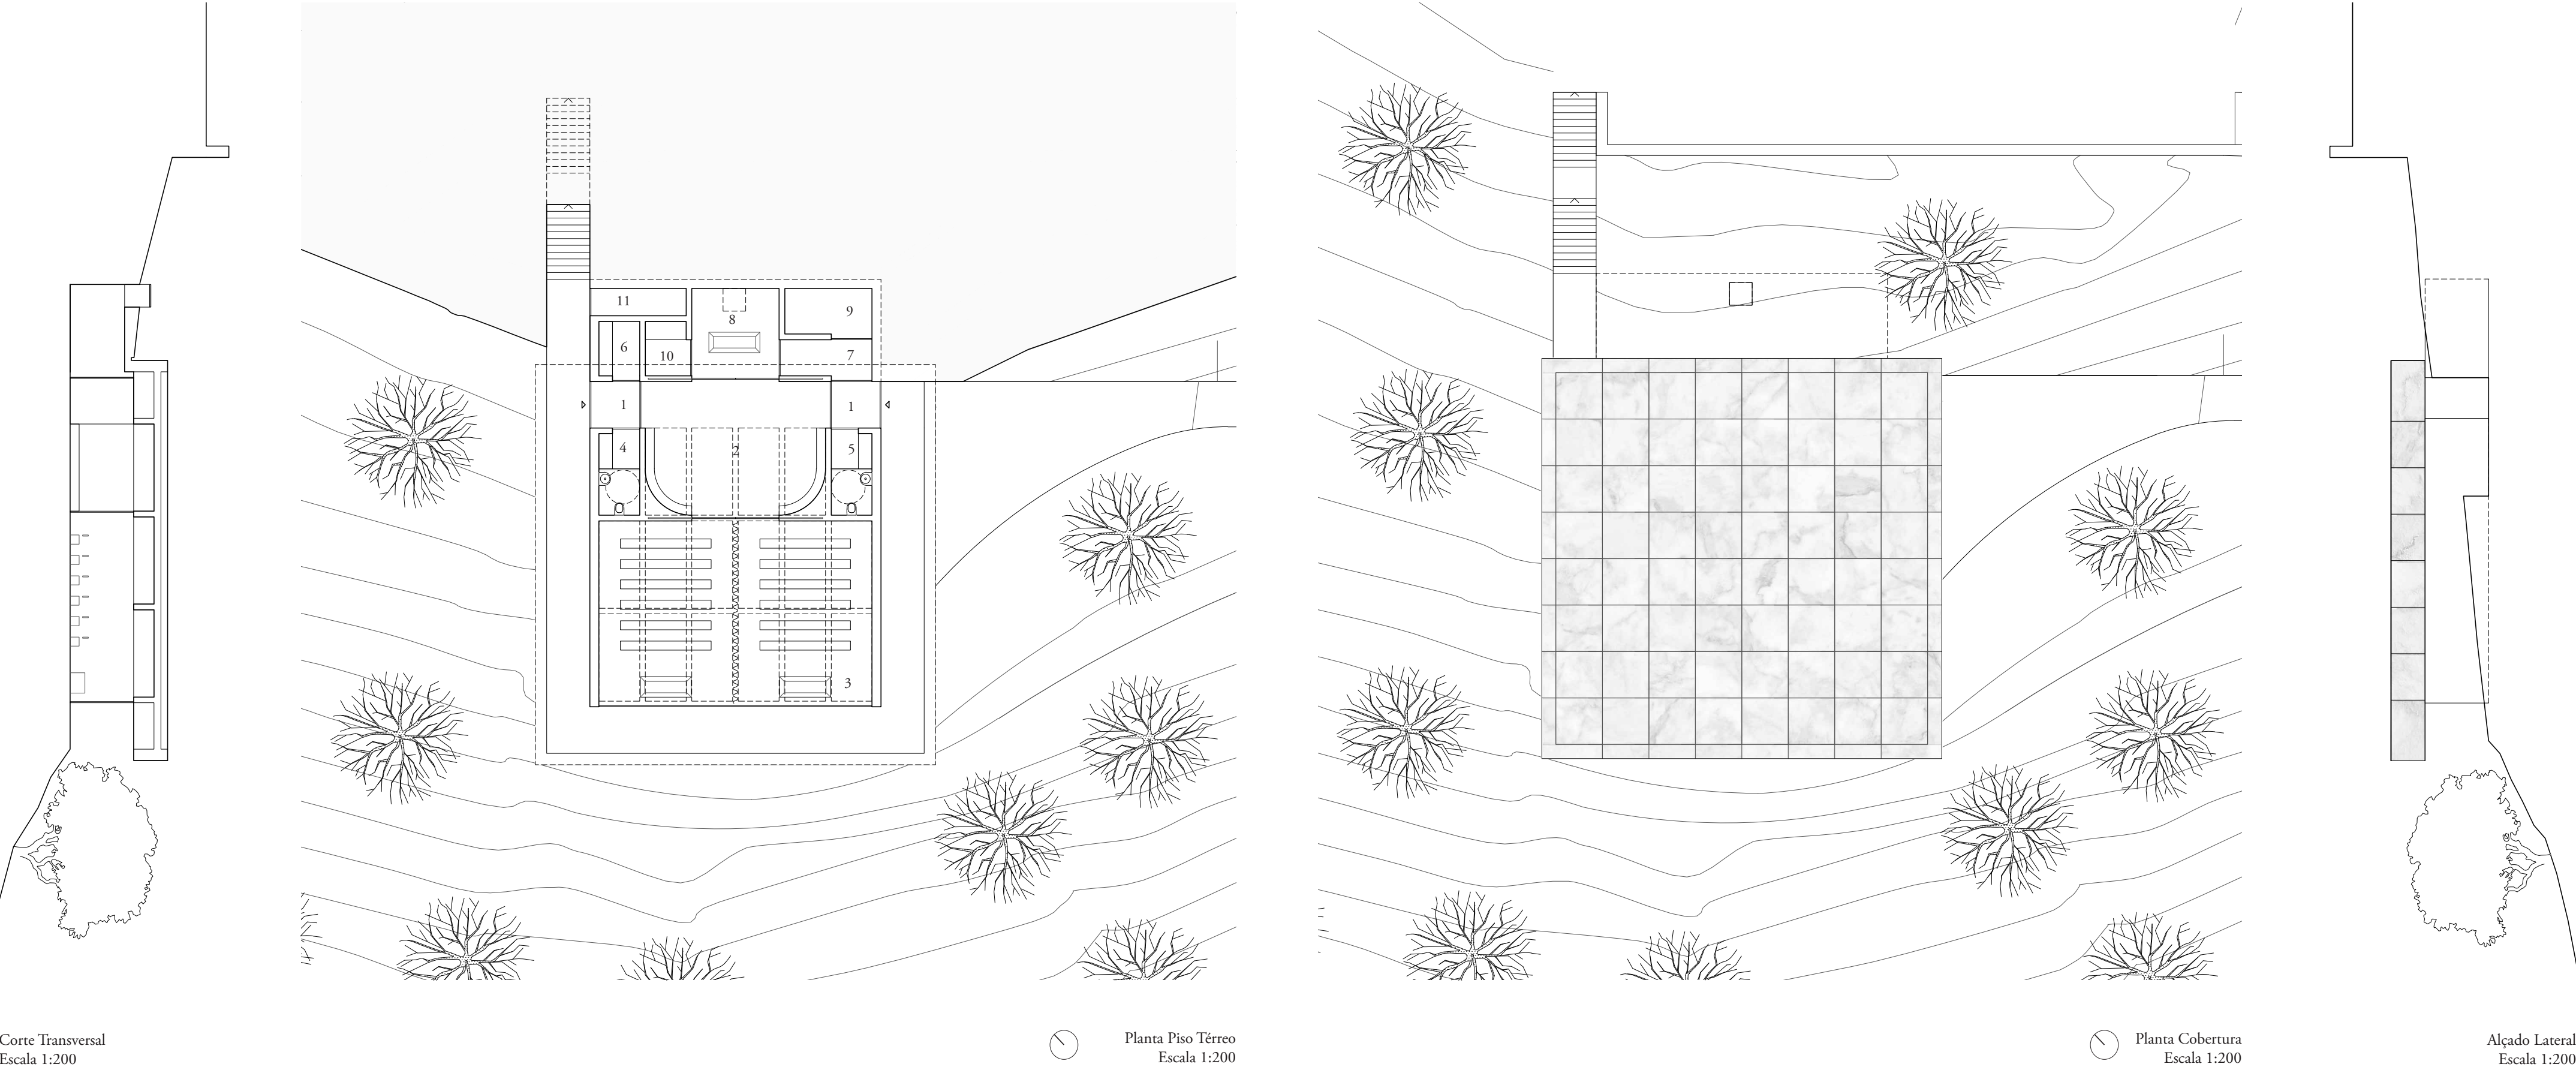 11
8
9
6
10
7
1
1
4
2
5
3
Corte Transversal
Escala 1:200
Planta Piso Térreo
Escala 1:200
Planta Cobertura
Escala 1:200
Alçado Lateral
Escala 1:200